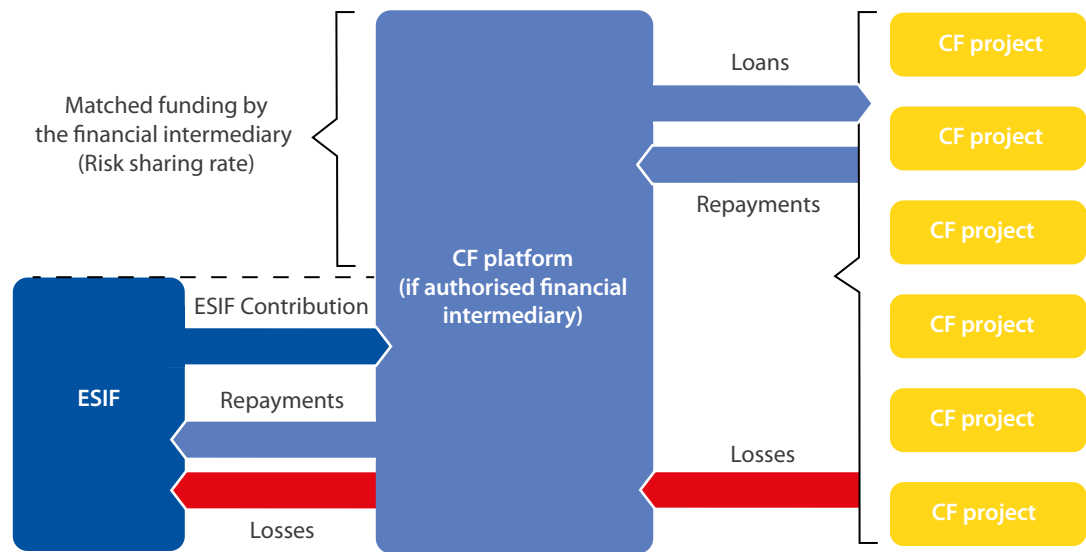 Matched funding by
the financial intermediary
(Risk sharing rate)
ESIF
ESIF Contribution
Repayments
Losses
CF platform
(if authorised financial
intermediary)
Loans
Repayments
Losses
CF project
CF project
CF project
CF project
CF project
CF project